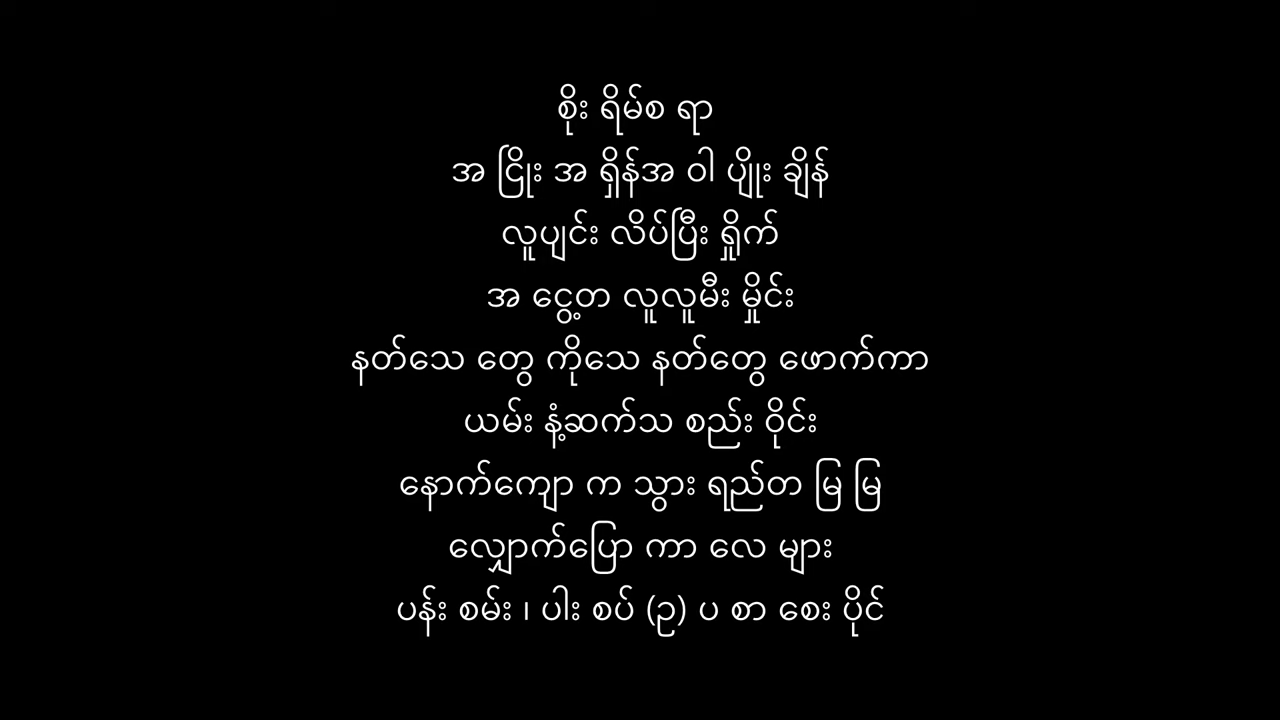 စိုး ရိမ်စ ရာ
အ ငြိုး အ ရှိန်အ ဝါ ပျိုး ချိန်
လူပျင်း လိပ်ပြီး ရှိုက်
အ ငွေ့တ လူလူမီး မှိုင်း
နတ်သေ တွေ ကိုသေ နတ်တွေ ဖောက်ကာ
ယမ်း နံ့ဆက်သ စည်း ဝိုင်း
နောက်ကျော က သွား ရည်တ မြ မြ
လျှောက်ပြော ကာ လေ များ
ပန်း စမ်း ၊ ပါး စပ် (ဥ) ပ စာ စေး ပိုင်